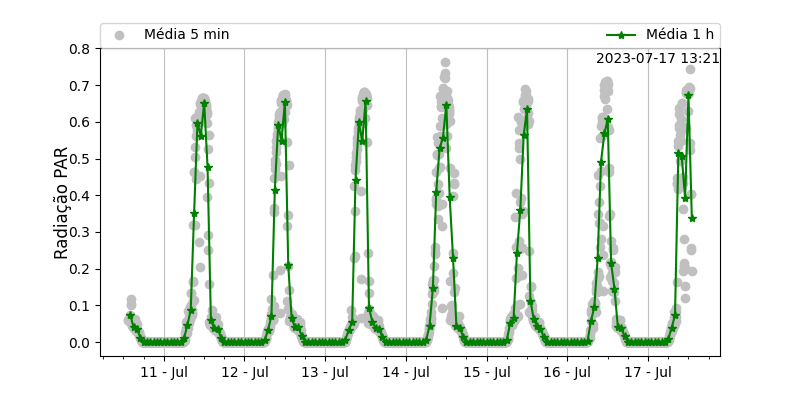 Média 5 min
Média 1 h
2023-07-17 13:21
Radiação PAR
0.8
0.7
0.6
0.5
0.4
0.3
0.2
0.1
0.0
11 - Jul
12 - Jul
13 - Jul
14 - Jul
15 - Jul
16 - Jul
17 - Jul